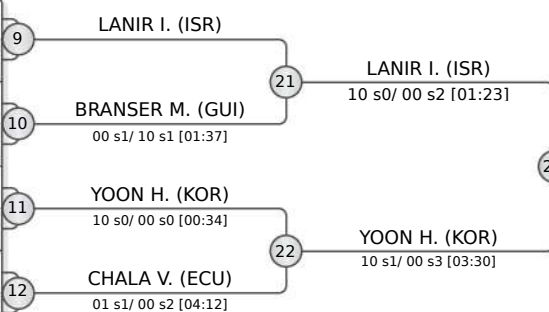 9
LANIR I. (ISR)
21
LANIR I. (ISR)
10 s0/ 00 s2 [01:23]
10
BRANSER M. (GUI)
00 s1/ 10 s1 [01:37]
11
YOON H. (KOR)
10 s0/ 00 s0 [00:34]
22
YOON H. (KOR)
10 s1/ 00 s3 [03:30]
12
CHALA V. (ECU)
01 s1/ 00 s2 [04:12]